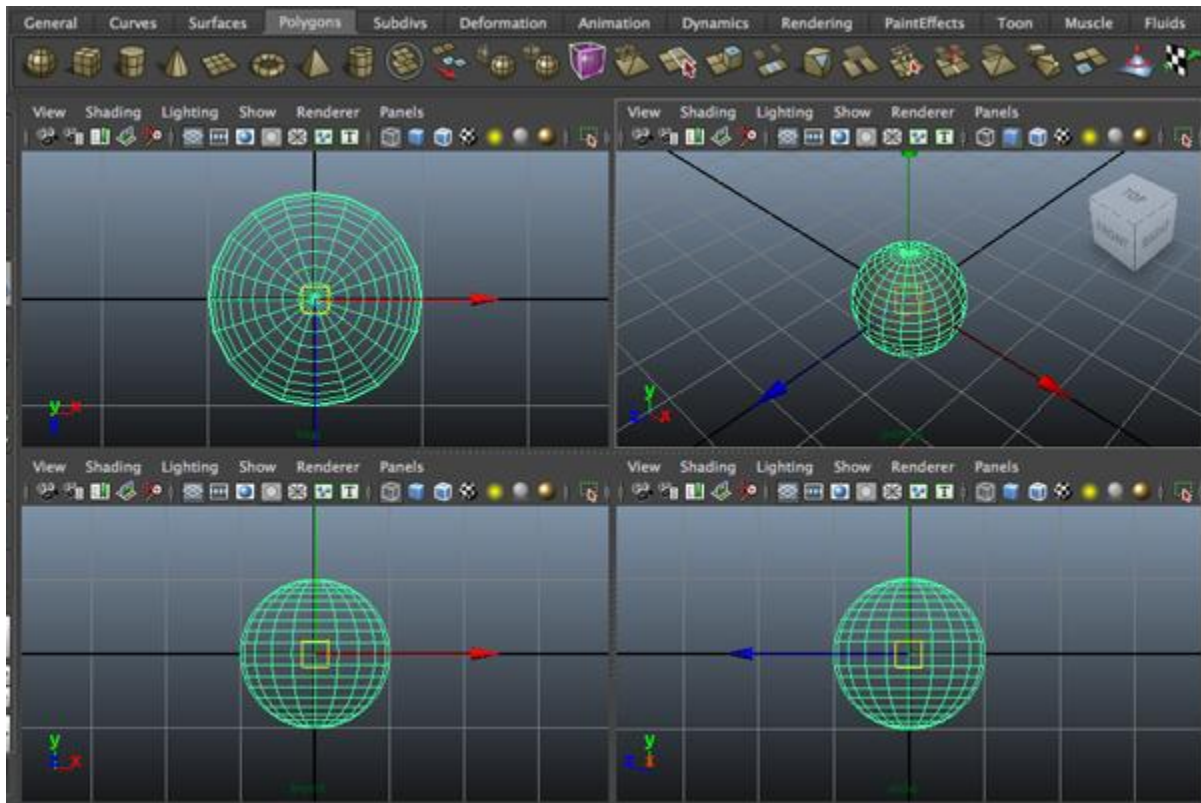 General Curves Surfaces Polygons Subdivs Deformation Animation Dynamics Rendering PaintEffects Toon Muscle Fluids
View Shading Lighting Show Renderer Panels
View Shading Lighting Show Renderer Panels
T
T
TOP
FRONT
RIGHT
y x
z
y
z x
View Shading Lighting Show Renderer Panels
View Shading Lighting Show Renderer Panels
T
T
y
z x
y
z x